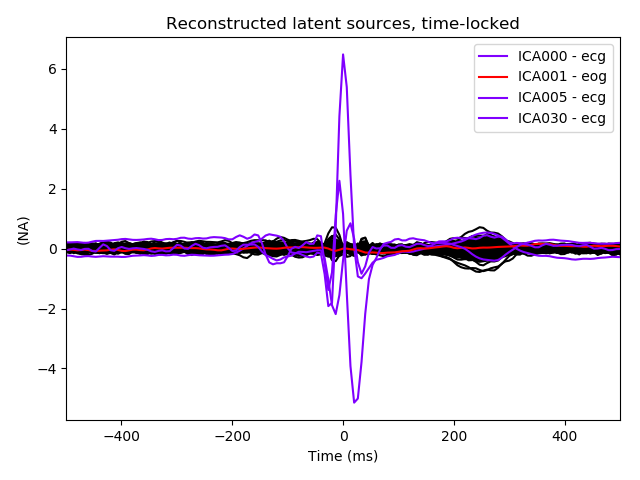 Reconstructed latent sources, time-locked
ICA000 - ecg
ICA001 - eog
ICA005 - ecg
ICA030 - ecg
6
4
2
0
−2
−4
(NA)
−400
−200
0
200
400
Time (ms)